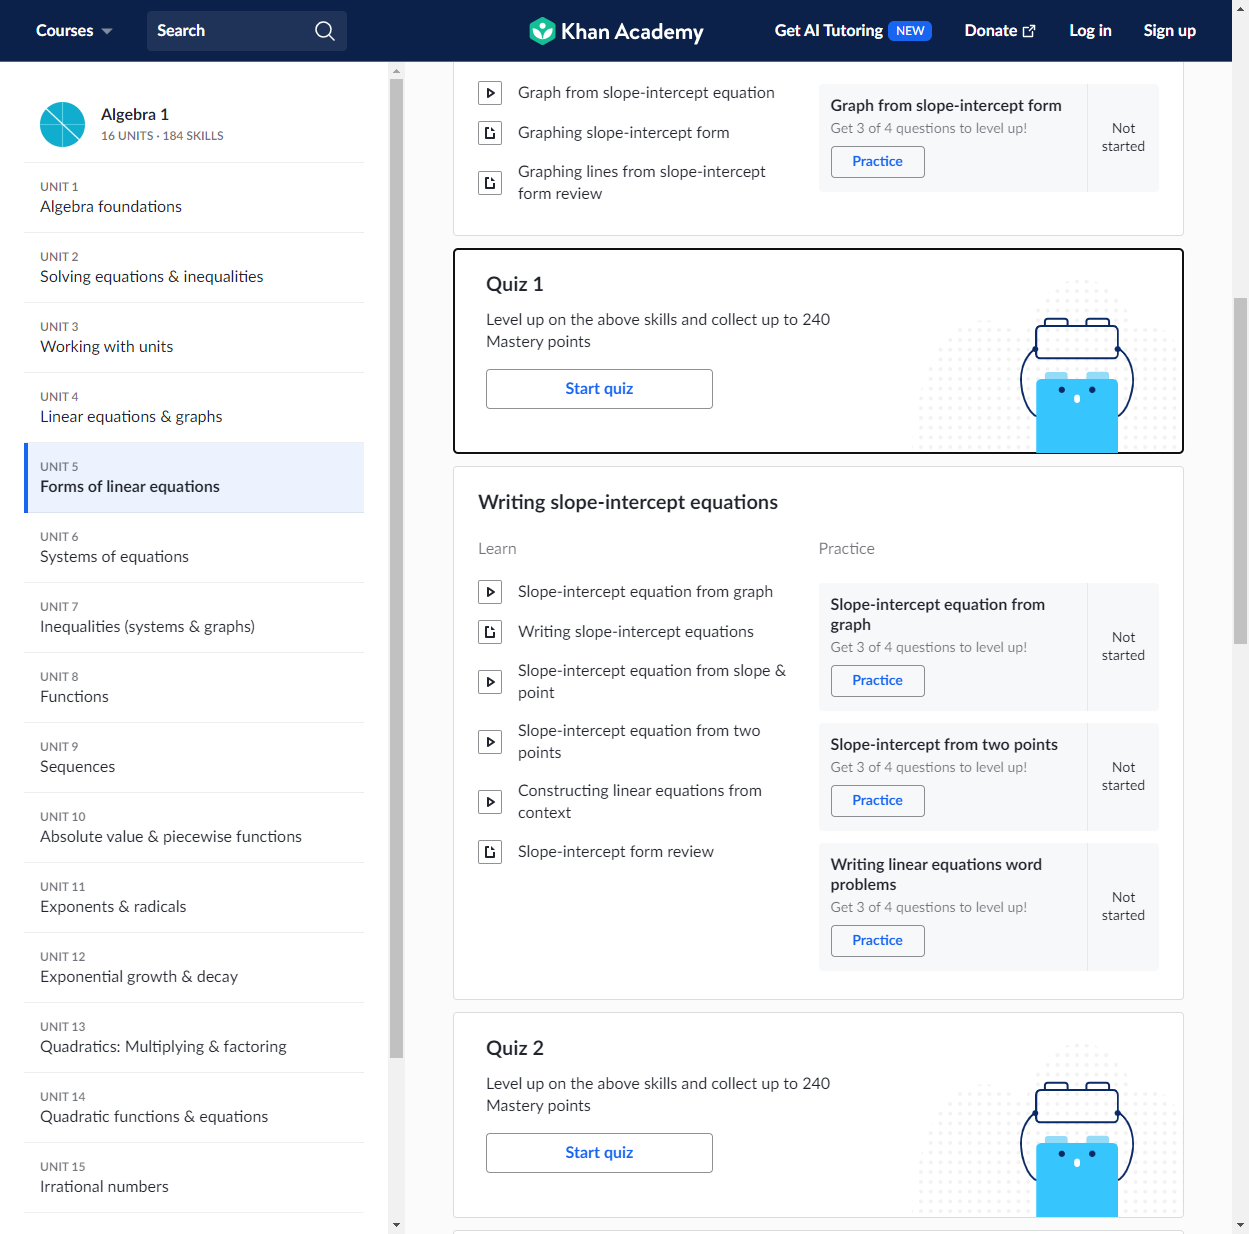 Courses
Search
Khan Academy
Get AI Tutoring NEW
Donate
Log in
Sign up
Algebra 1
16 UNITS · 184 SKILLS
UNIT 1
Algebra foundations
UNIT 2
Solving equations & inequalities
UNIT 3
Working with units
UNIT 4
Linear equations & graphs
UNIT 5
Forms of linear equations
UNIT 6
Systems of equations
UNIT 7
Inequalities (systems & graphs)
UNIT 8
Functions
UNIT 9
Sequences
UNIT 10
Absolute value & piecewise functions
UNIT 11
Exponents & radicals
UNIT 12
Exponential growth & decay
UNIT 13
Quadratics: Multiplying & factoring
UNIT 14
Quadratic functions & equations
UNIT 15
Irrational numbers
Graph from slope-intercept equation
Graphing slope-intercept form
Graphing lines from slope-intercept
form review
Graph from slope-intercept form
Get 3 of 4 questions to level up!
Practice
Not
started
Quiz 1
Level up on the above skills and collect up to 240
Mastery points
Start quiz
Writing slope-intercept equations
Learn
Slope-intercept equation from graph
Writing slope-intercept equations
Slope-intercept equation from slope &
point
Slope-intercept equation from two
points
Constructing linear equations from
context
Slope-intercept form review
Practice
Slope-intercept equation from
graph
Get 3 of 4 questions to level up!
Practice
Not
started
Slope-intercept from two points
Get 3 of 4 questions to level up!
Practice
Not
started
Writing linear equations word
problems
Get 3 of 4 questions to level up!
Practice
Not
started
Quiz 2
Level up on the above skills and collect up to 240
Mastery points
Start quiz